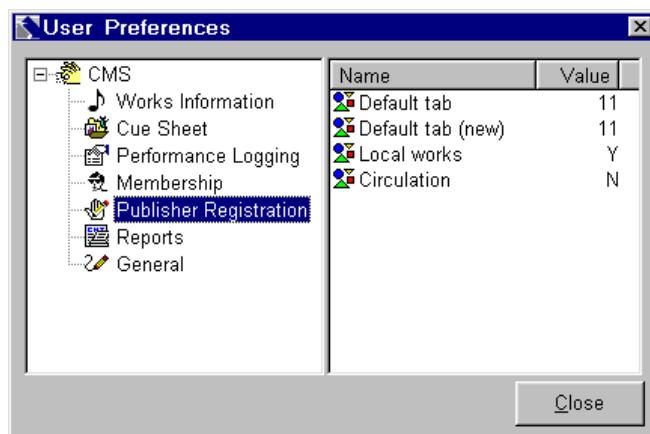 User Preferences
CMS
Works Information
Cue Sheet
Performance Logging
Membership
Publisher Registration
Reports
General
Name Value
Default tab 11
Default tab (new) 11
Local works Y
Circulation N
Close